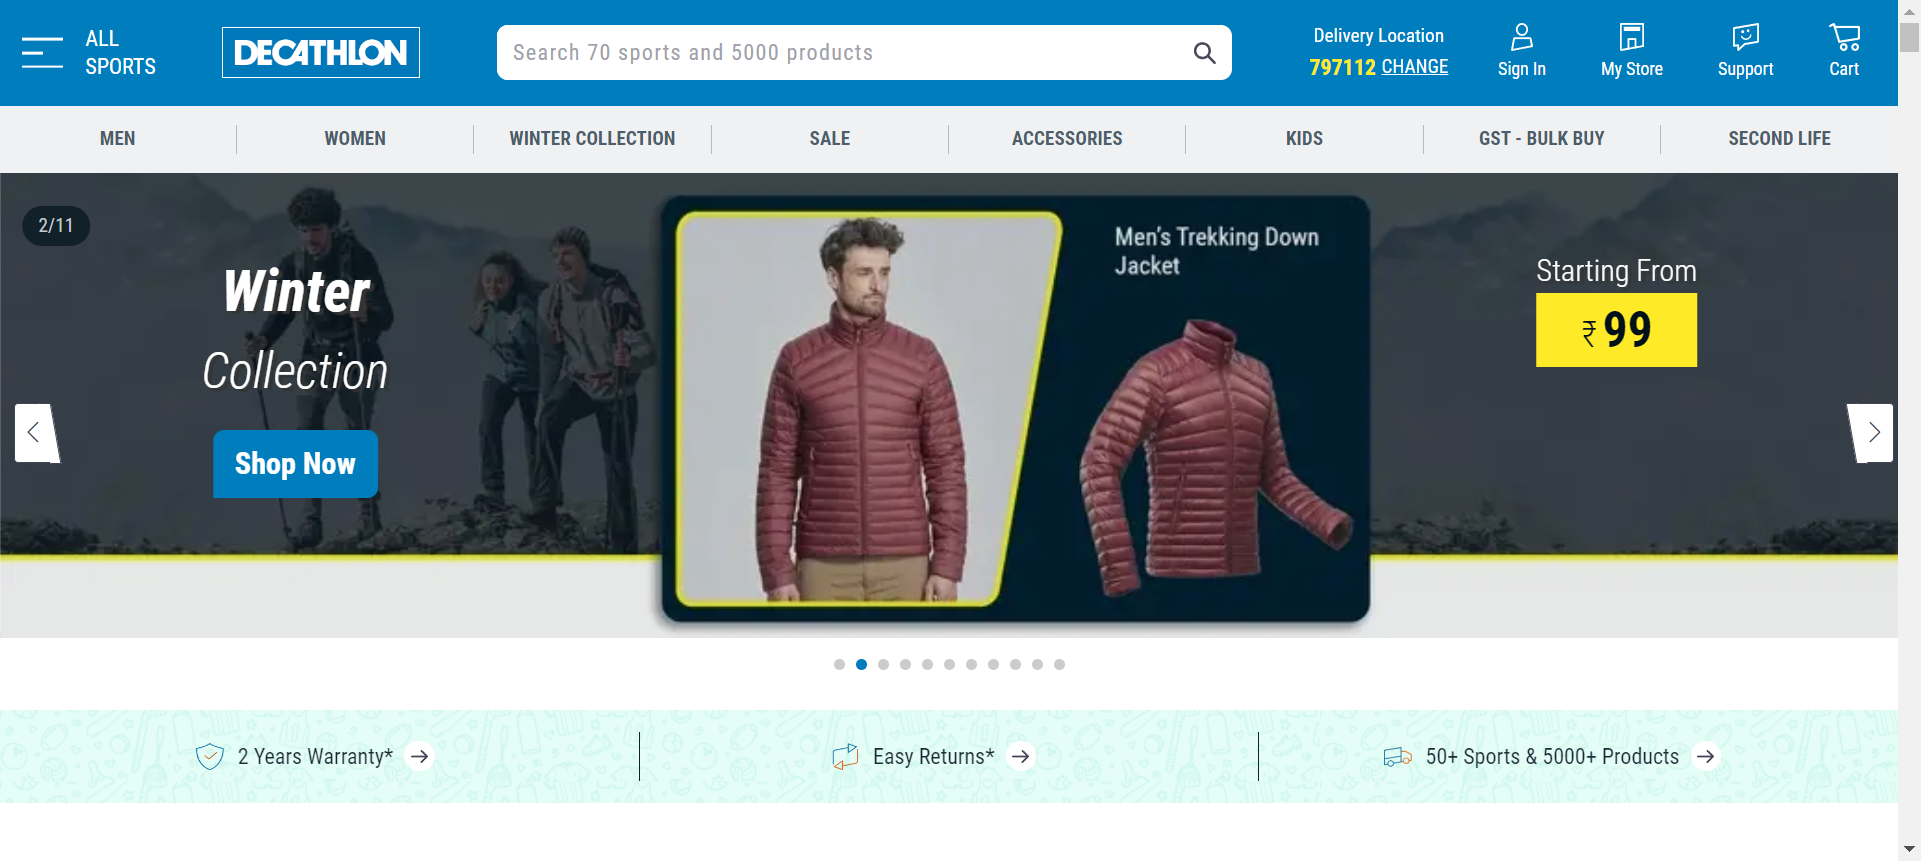 ALL
SPORTS
DECATHLON
Search 70 sports and 5000 products
Delivery Location
797112 CHANGE
Sign In
My Store
Support
Cart
MEN
WOMEN
WINTER COLLECTION
SALE
ACCESSORIES
KIDS
GST - BULK BUY
SECOND LIFE
2/11
Winter
Collection
Shop Now
Men's Trekking Down
Jacket
Starting From
₹99
2 Years Warranty*
Easy Returns*
50+ Sports & 5000+ Products